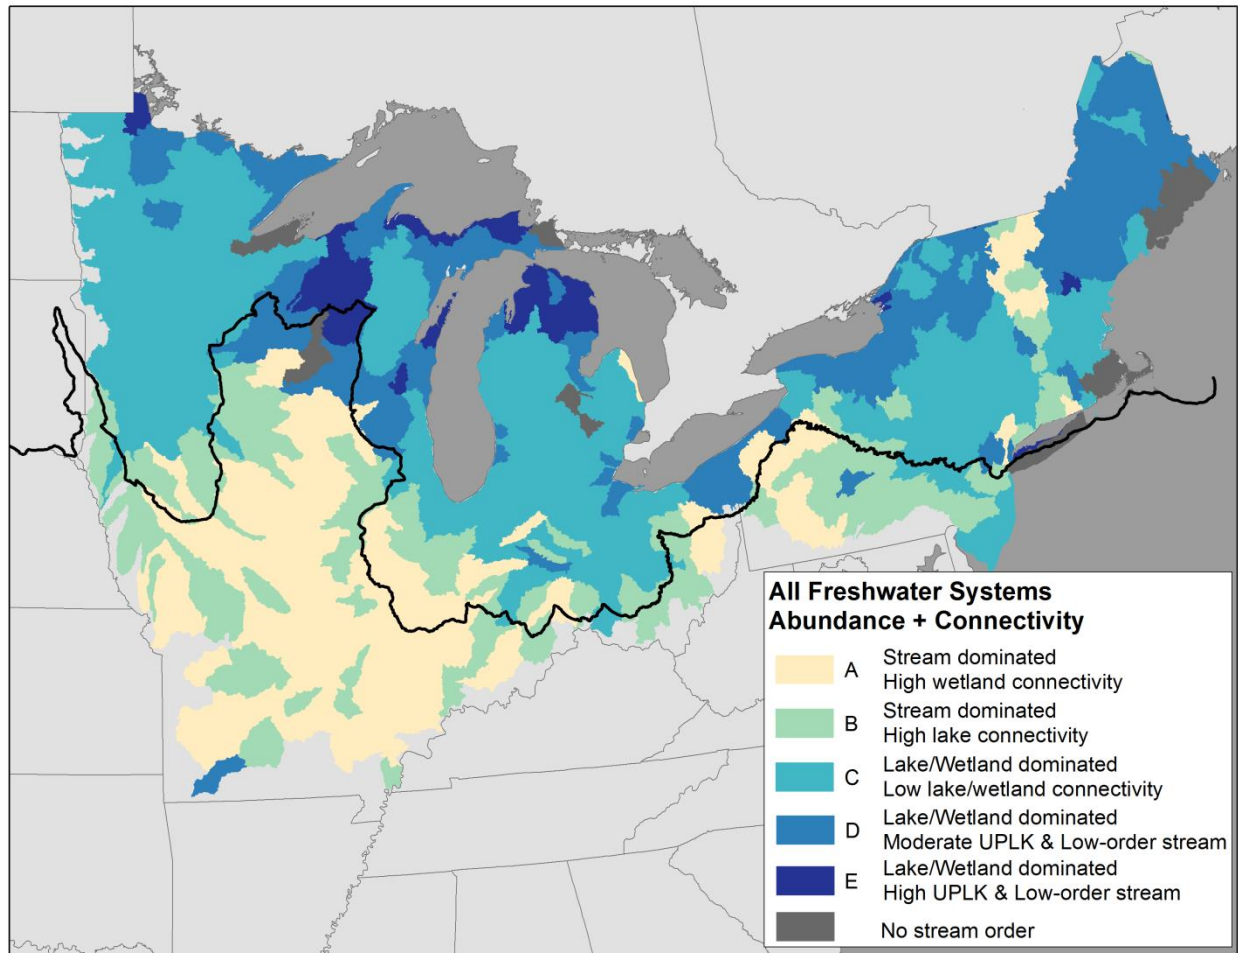 All Freshwater Systems
Abundance + Connectivity
A Stream dominated
High wetland connectivity
B Stream dominated
High lake connectivity
C Lake/Wetland dominated
Low lake/wetland connectivity
D Lake/Wetland dominated
Moderate UPLK & Low-order stream
E Lake/Wetland dominated
High UPLK & Low-order stream
No stream order